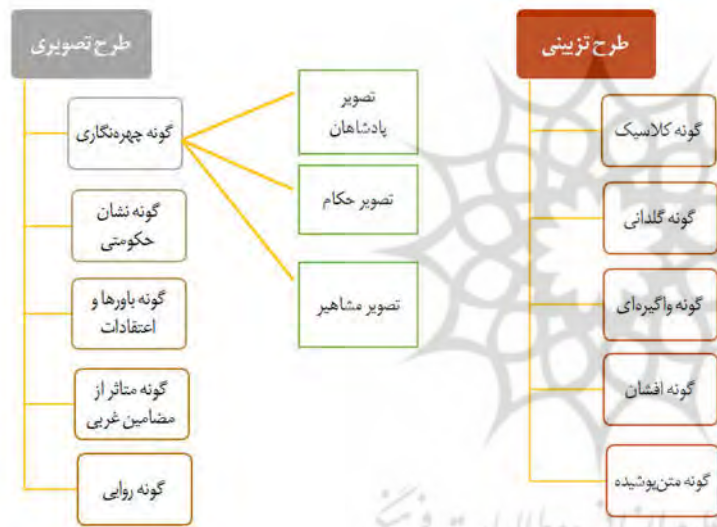 طرح تزیینی
گونه کلاسیک
گونه گلدانی
گونه واگیره‌ای
گونه افشان
گونه متن‌پوشیده
طرح تصویری
گونه چهره‌نگاری
گونه نشان
حکومتی
گونه باورها و
اعتقادات
گونه متاثر از
مضامین غربی
گونه روایی
تصویر
پادشاهان
تصویر حکام
تصویر مشاهیر